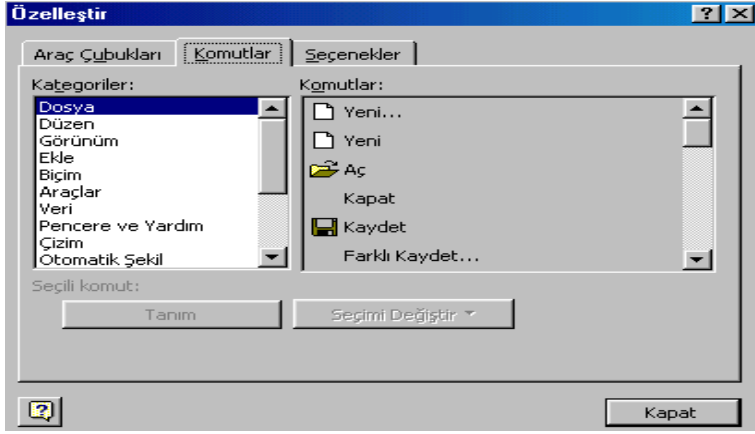 Özelleştir
Araç Çubukları Komutlar Seçenekler
Kategoriler:
Dosya
Düzen
Görünüm
Ekle
Biçim
Araçlar
Veri
Pencere ve Yardım
Çizim
Otomatik Şekil
Komutlar:
Yeni...
Yeni
Aç
Kapat
Kaydet
Farklı Kaydet...
Seçili komut:
Tanım Seçimi Değiştir
Kapat